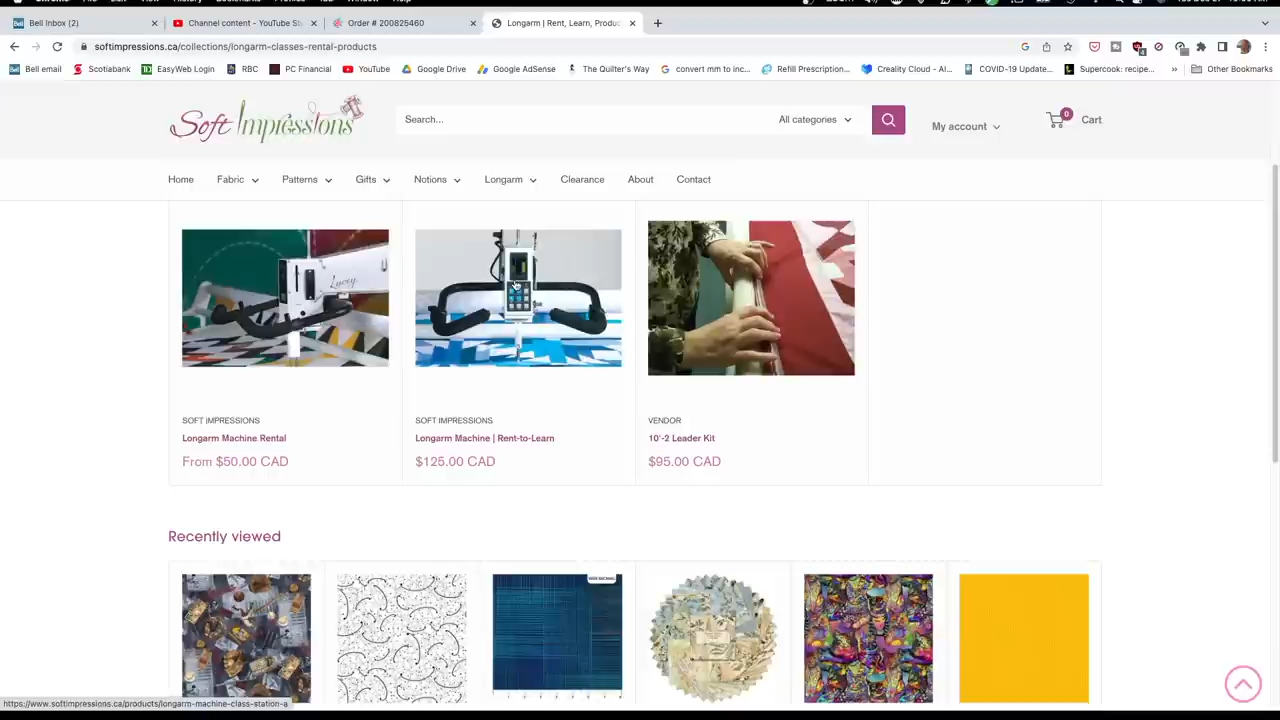 Bell Inbox (2)
Channel content - YouTube St
Order # 200825460
Longarm | Rent, Learn, Produc
softimpressions.ca/collections/longarm-classes-rental-products
Bell email
Scotiabank
EasyWeb Login
RBC
PC Financial
YouTube
Google Drive
Google AdSense
The Quilter's Way
convert mm to inc...
Refill Prescription...
Creality Cloud - Al...
COVID-19 Update...
Supercook: recipe...
Other Bookmarks
Soft Impressions
Search...
All categories
My account
0
Cart
Home
Fabric
Patterns
Gifts
Notions
Longarm
Clearance
About
Contact
Lucey
SOFT IMPRESSIONS
Longarm Machine Rental
From $50.00 CAD
SOFT IMPRESSIONS
Longarm Machine | Rent-to-Learn
$125.00 CAD
VENDOR
10'-2 Leader Kit
$95.00 CAD
Recently viewed
https://www.softimpressions.ca/products/longarm-machine-class-station-a